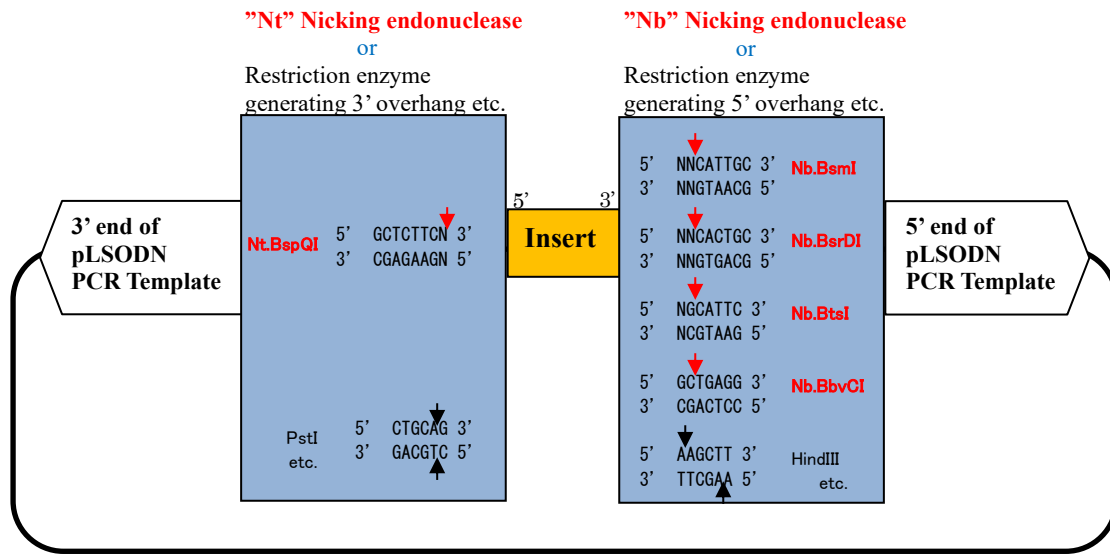 ”Nt” Nicking endonuclease
or
Restriction enzyme
generating 3’ overhang etc.
”Nb” Nicking endonuclease
or
Restriction enzyme
generating 5’ overhang etc.
3’ end of
pLSODN
PCR Template
Nt.BspQI
5’ GCTCTTCN 3’
3’ CGAGAAGN 5’
PstI
etc.
5’ CTGCAG 3’
3’ GACGTC 5’
5’ 3’
Insert
5’ NNCATTGC 3’ Nb.BsmI
3’ NNGTAACG 5’
5’ NNCACTGC 3’ Nb.BsrDI
3’ NNGTGACG 5’
5’ NGCATTC 3’ Nb.BtsI
3’ NCGTAAG 5’
5’ GCTGAGG 3’ Nb.BbvCI
3’ CGACTCC 5’
5’ AAGCTT 3’ HindIII
3’ TTCGAA 5’ etc.
5’ end of
pLSODN
PCR Template